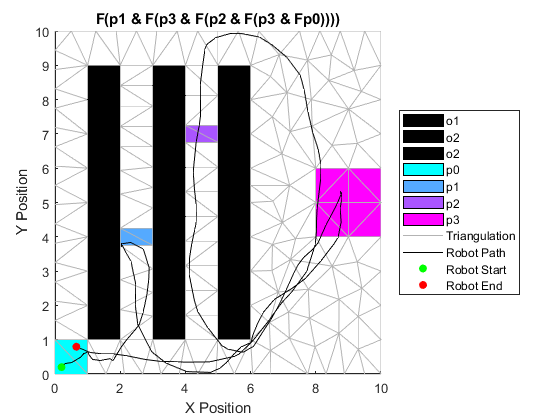 F(p1 & F(p3 & F(p2 & F(p3 & Fp0))))
10
9
8
7
6
5
4
3
2
1
0
Y Position
0 2 4 6 8 10
X Position
o1
o2
o2
p0
p1
p2
p3
Triangulation
Robot Path
Robot Start
Robot End